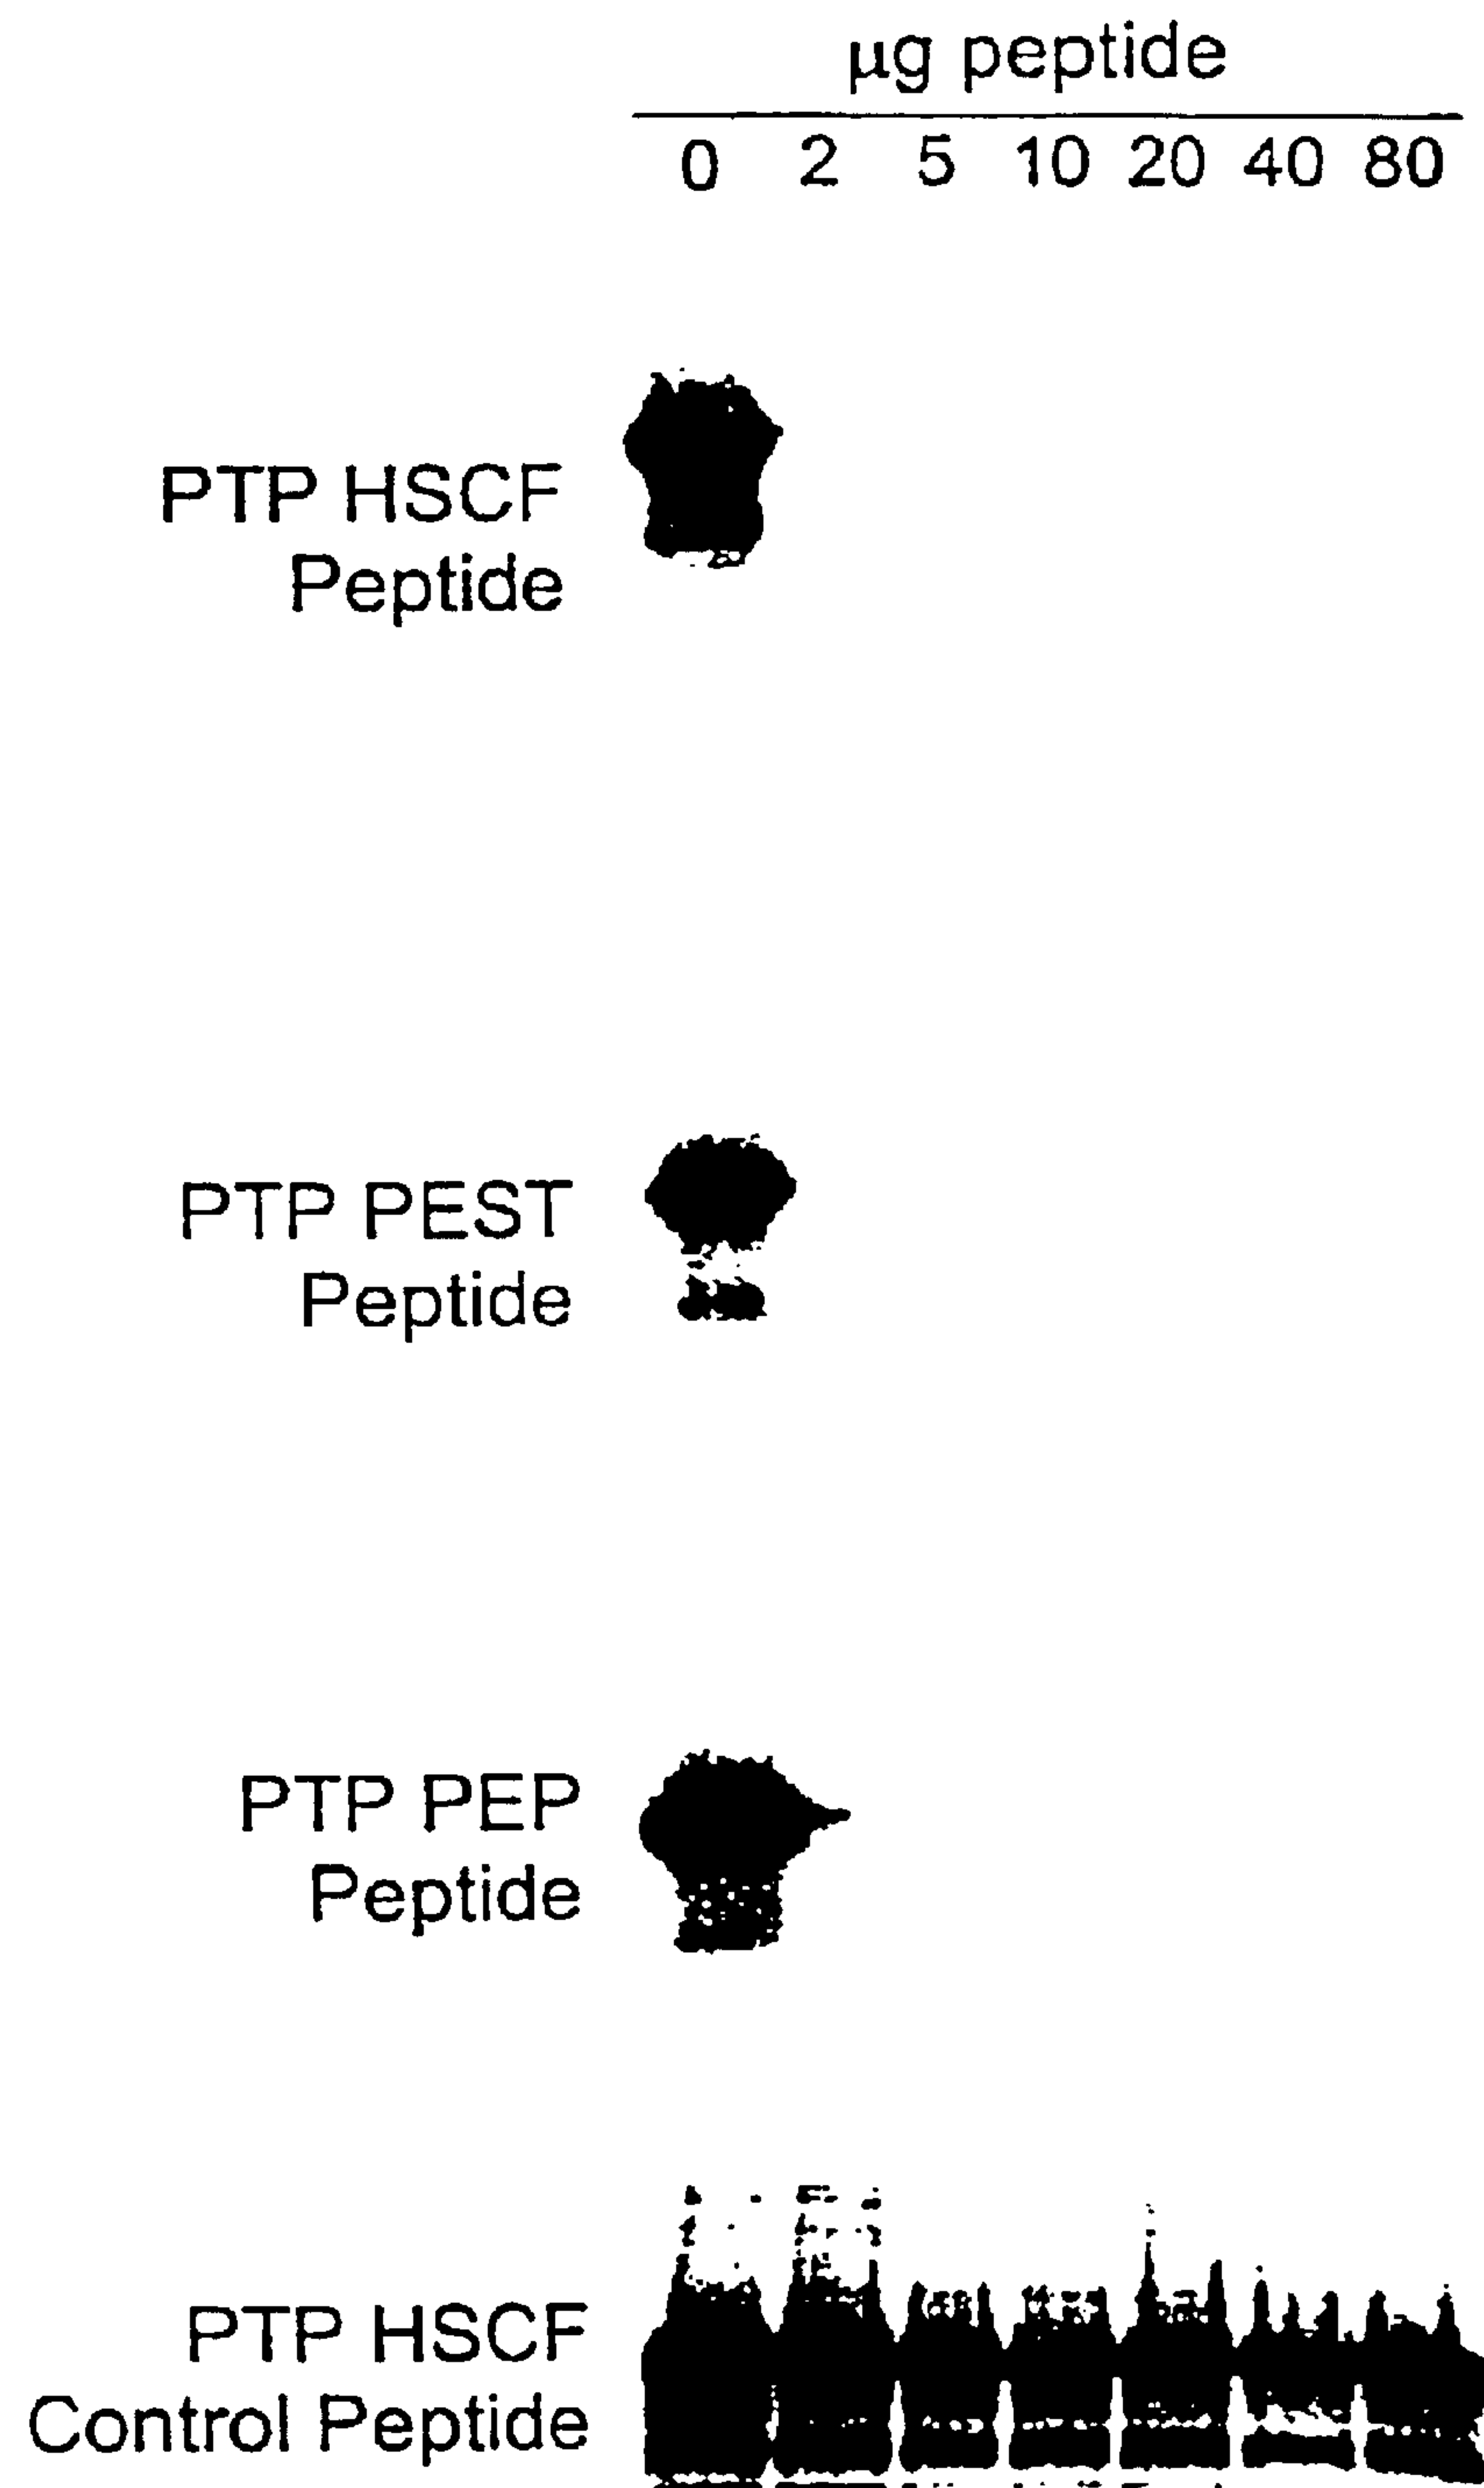 µg peptide
0 2 5 10 20 40 80
PTP HSCF
Peptide
PTP PEST
Peptide
PTP PEP
Peptide
PTP HSCF
Control Peptide